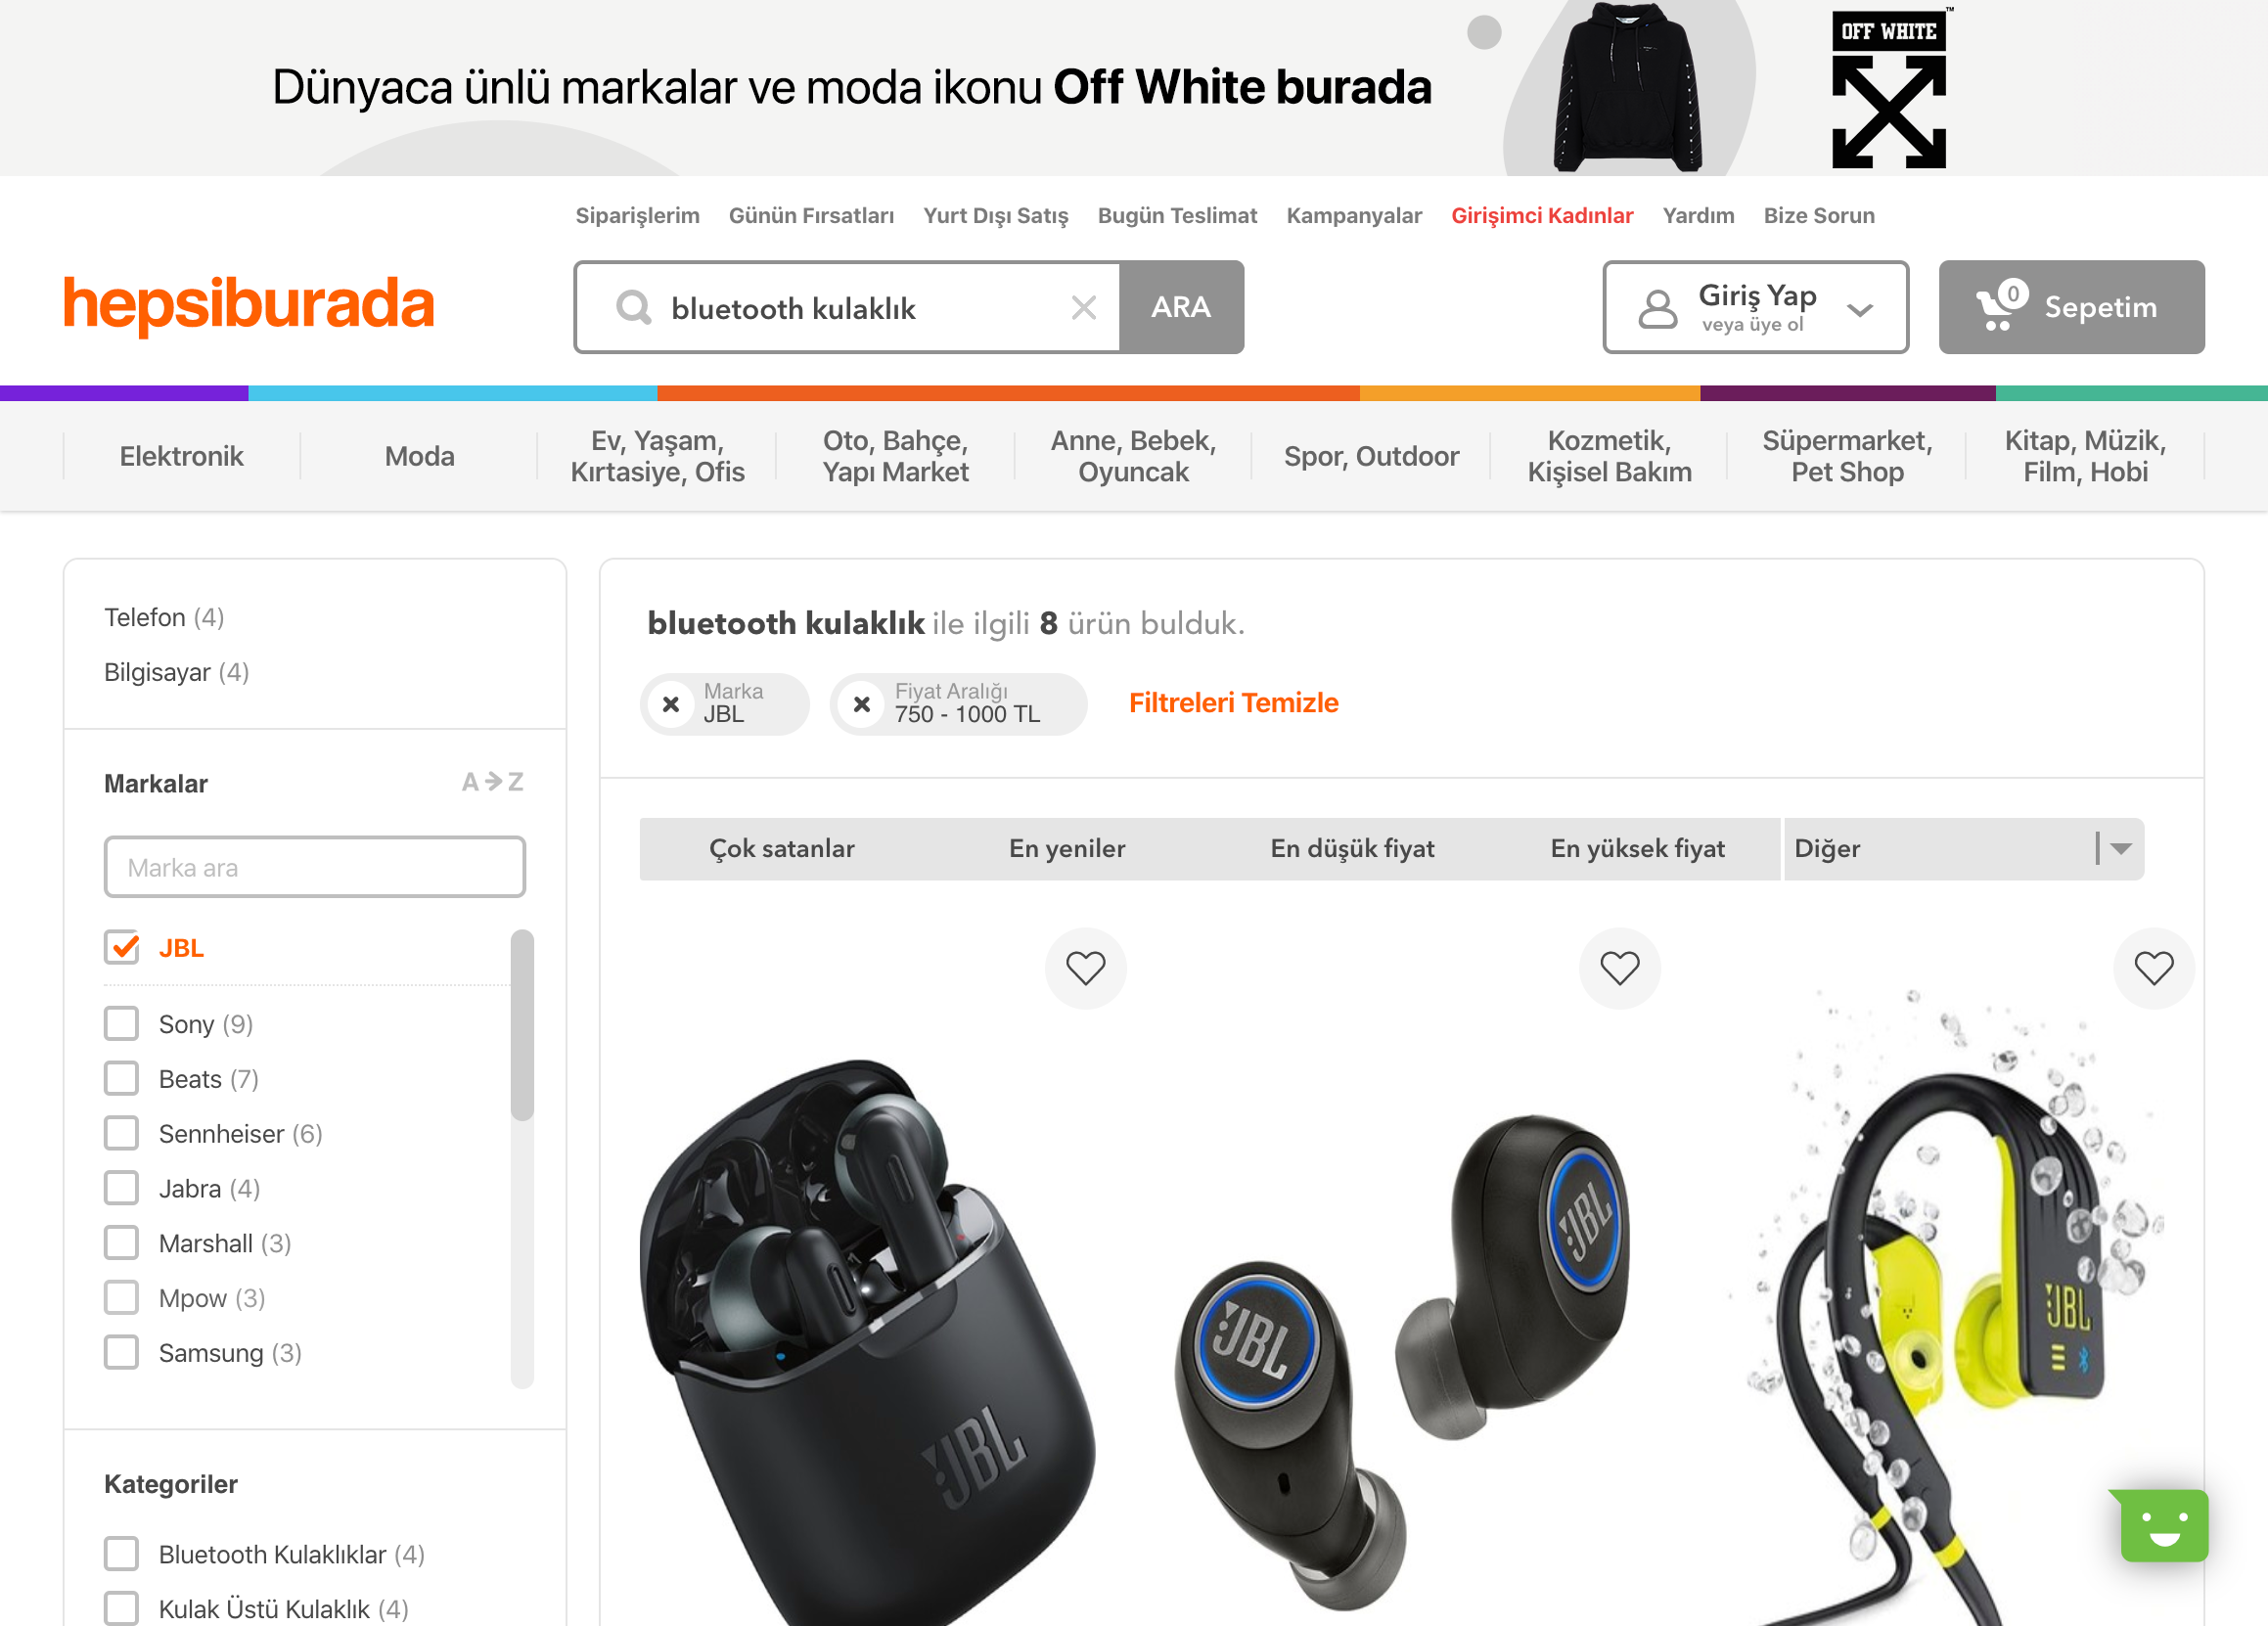 Dünyaca ünlü markalar ve moda ikonu Off White burada
OFF WHITE
™
Siparişlerim Günün Fırsatları Yurt Dışı Satış Bugün Teslimat Kampanyalar Girişimci Kadınlar Yardım Bize Sorun
hepsiburada
bluetooth kulaklık
ARA
Giriş Yap
veya üye ol
0
Sepetim
Elektronik
Moda
Ev, Yaşam,
Kırtasiye, Ofis
Oto, Bahçe,
Yapı Market
Anne, Bebek,
Oyuncak
Spor, Outdoor
Kozmetik,
Kişisel Bakım
Süpermarket,
Pet Shop
Kitap, Müzik,
Film, Hobi
Telefon (4)
Bilgisayar (4)
Markalar
A Z
Marka ara
JBL
Sony (9)
Beats (7)
Sennheiser (6)
Jabra (4)
Marshall (3)
Mpow (3)
Samsung (3)
Kategoriler
Bluetooth Kulaklıklar (4)
Kulak Üstü Kulaklık (4)
bluetooth kulaklık ile ilgili 8 ürün bulduk.
Marka
JBL
Fiyat Aralığı
750 - 1000 TL
Filtreleri Temizle
Çok satanlar En yeniler En düşük fiyat En yüksek fiyat Diğer
JBL
JBL
JBL
JBL